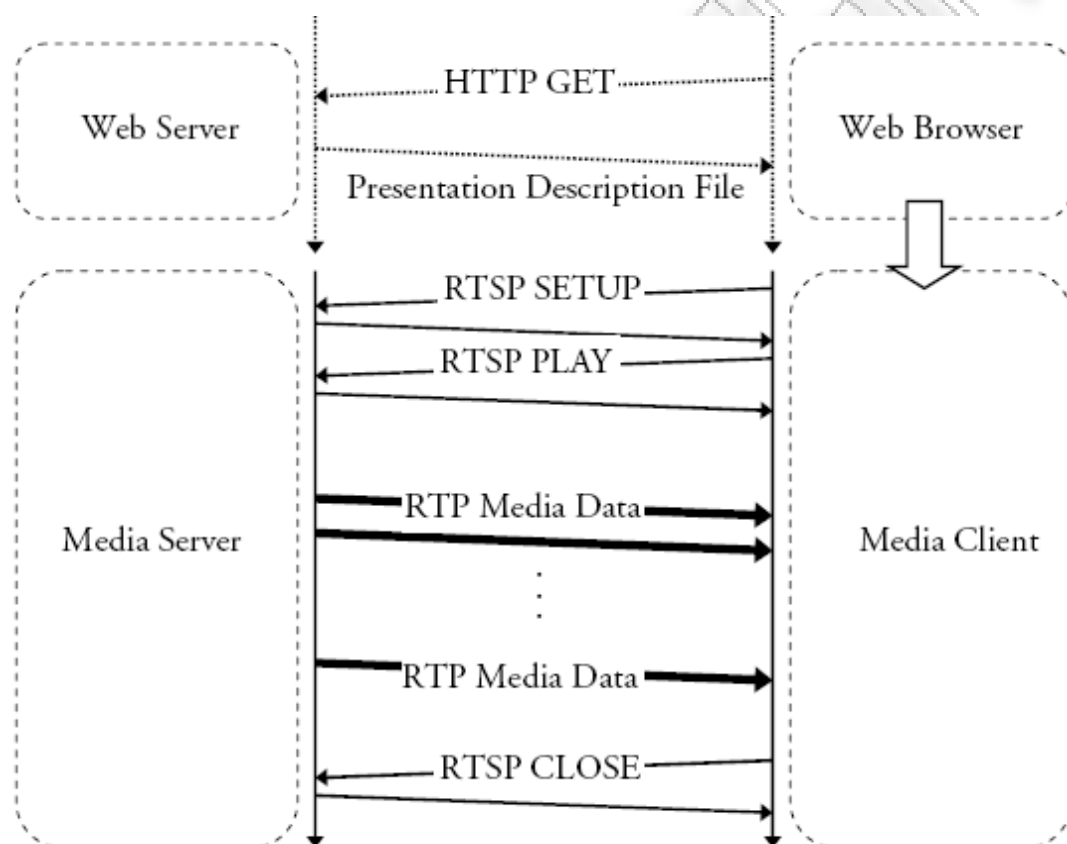 HTTP GET
Web Server
Web Browser
Presentation Description File
RTSP SETUP
RTSP PLAY
RTP Media Data
Media Server
Media Client
RTP Media Data
RTSP CLOSE